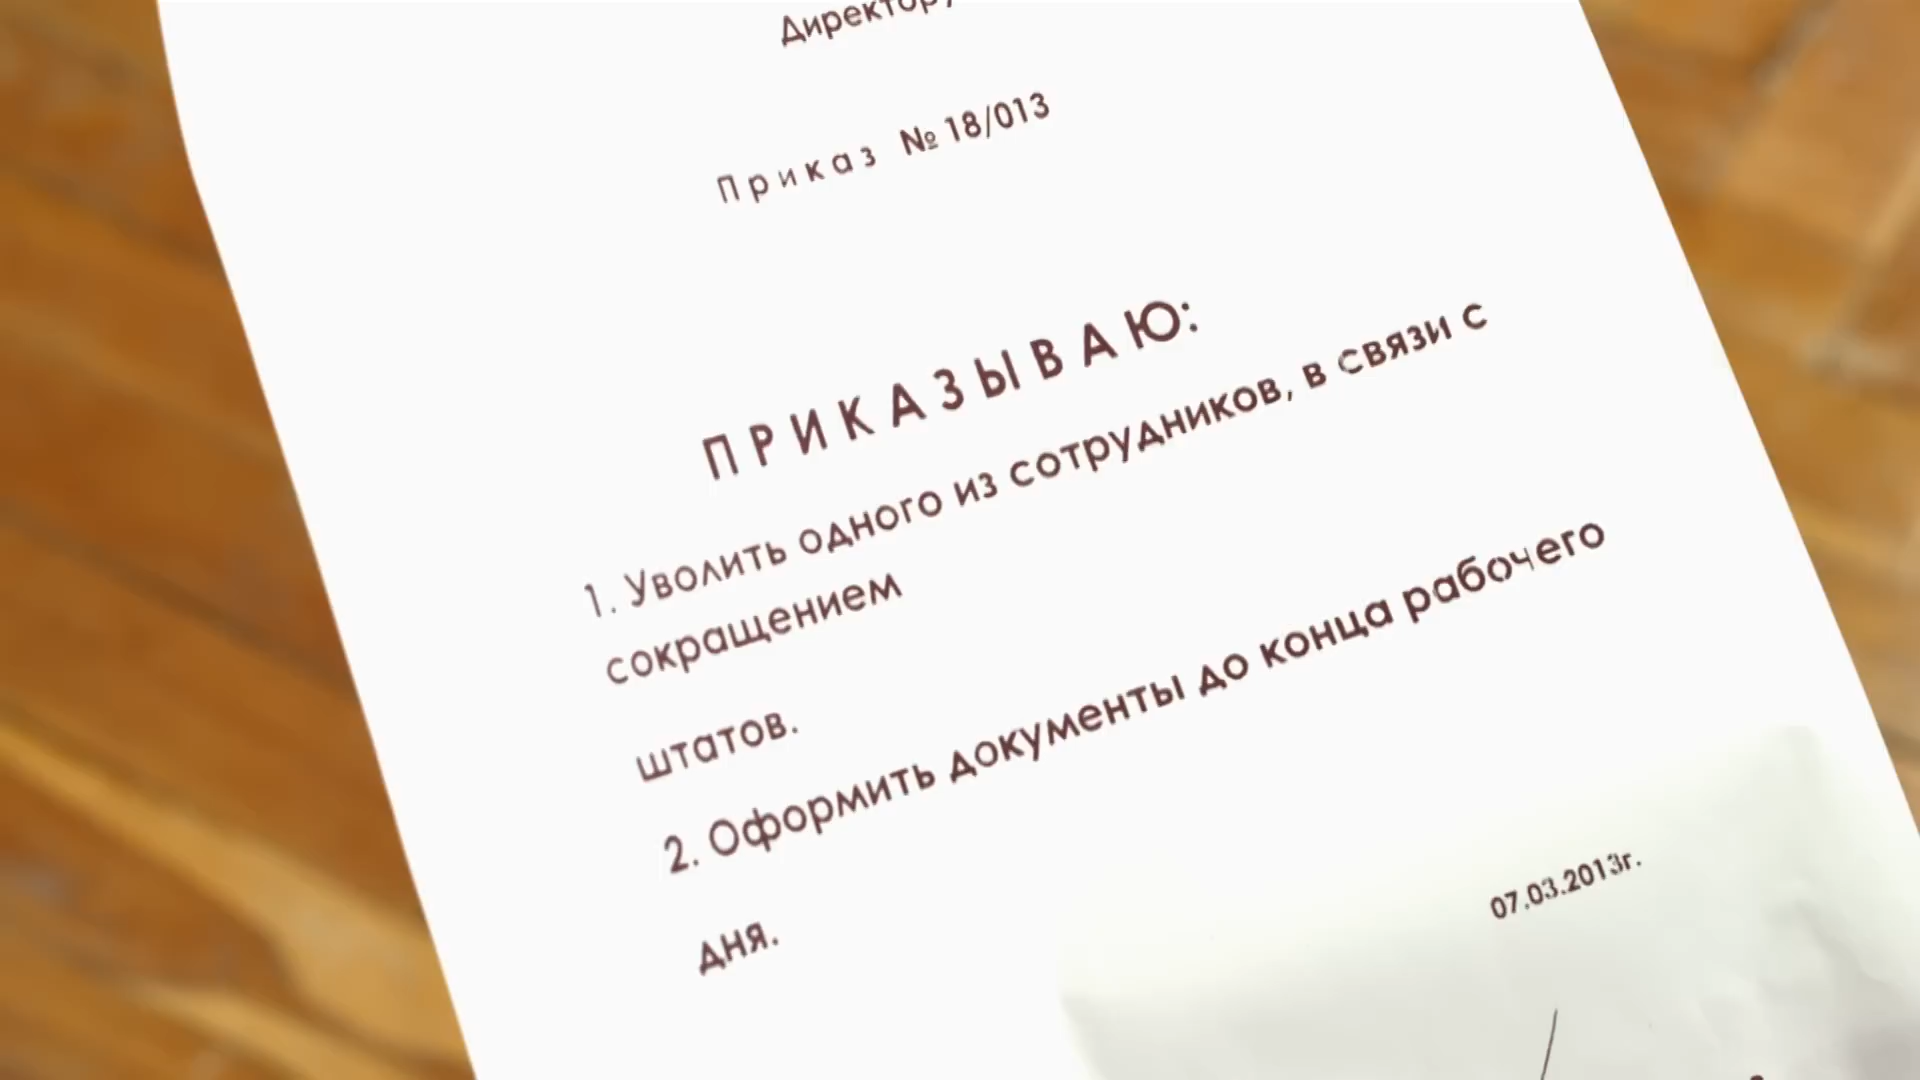 Директору
Приказ № 18/013
ПРИКАЗЫВАЮ:
1. Уволить одного из сотрудников, в связи с
сокращением
штатов.
2. Оформить документы до конца рабочего
дня.
07.03.2013г.